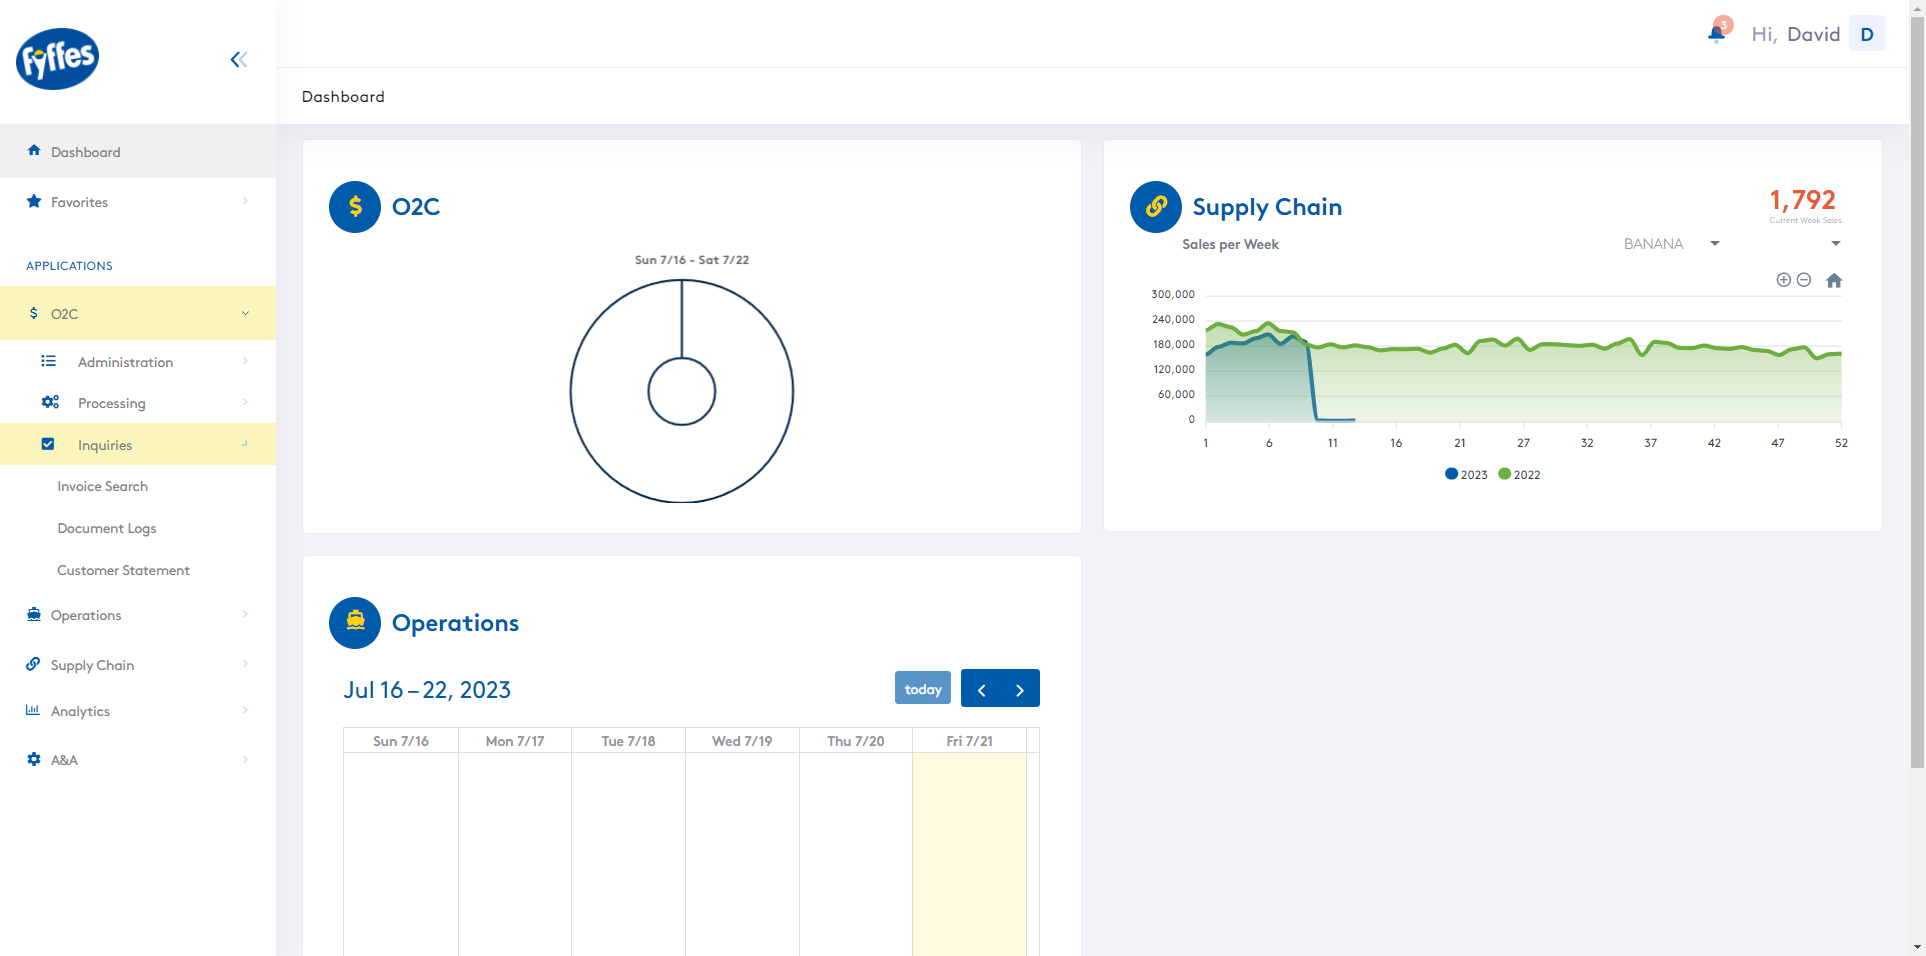 fyffes
3
Hi, David
D
Dashboard
Dashboard
Favorites
APPLICATIONS
$ O2C
Administration
Processing
Inquiries
Invoice Search
Document Logs
Customer Statement
Operations
Supply Chain
Analytics
A&A
$ O2C
Sun 7/16 - Sat 7/22
Supply Chain
1,792
Current Week Sales
Sales per Week
BANANA
300,000
240,000
180,000
120,000
60,000
0
1 6 11 16 21 27 32 37 42 47 52
2023 2022
Operations
Jul 16 – 22, 2023
today
Sun 7/16 Mon 7/17 Tue 7/18 Wed 7/19 Thu 7/20 Fri 7/21